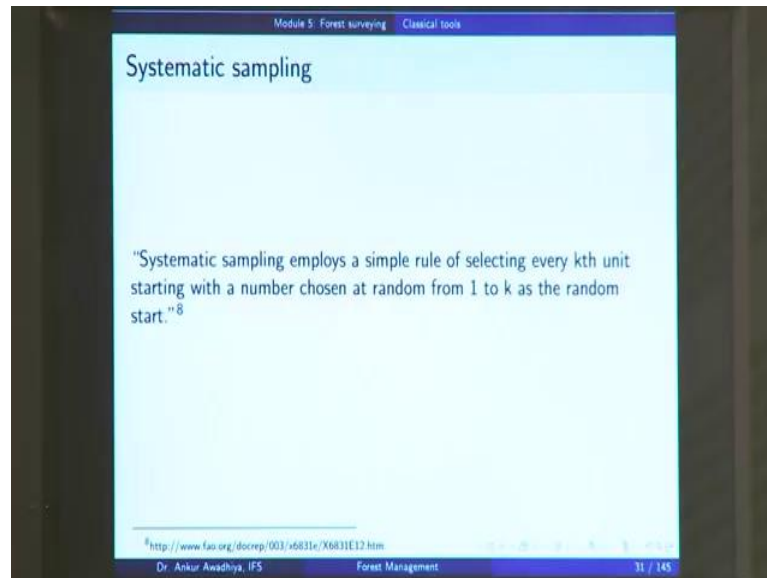 Module 5: Forest surveying Classical tools
Systematic sampling
"Systematic sampling employs a simple rule of selecting every kth unit
starting with a number chosen at random from 1 to k as the random
start."8
8http://www.fao.org/docrep/003/x6831e/X6831E12.htm
Dr. Ankur Awadhiya, IFS Forest Management 31 / 145